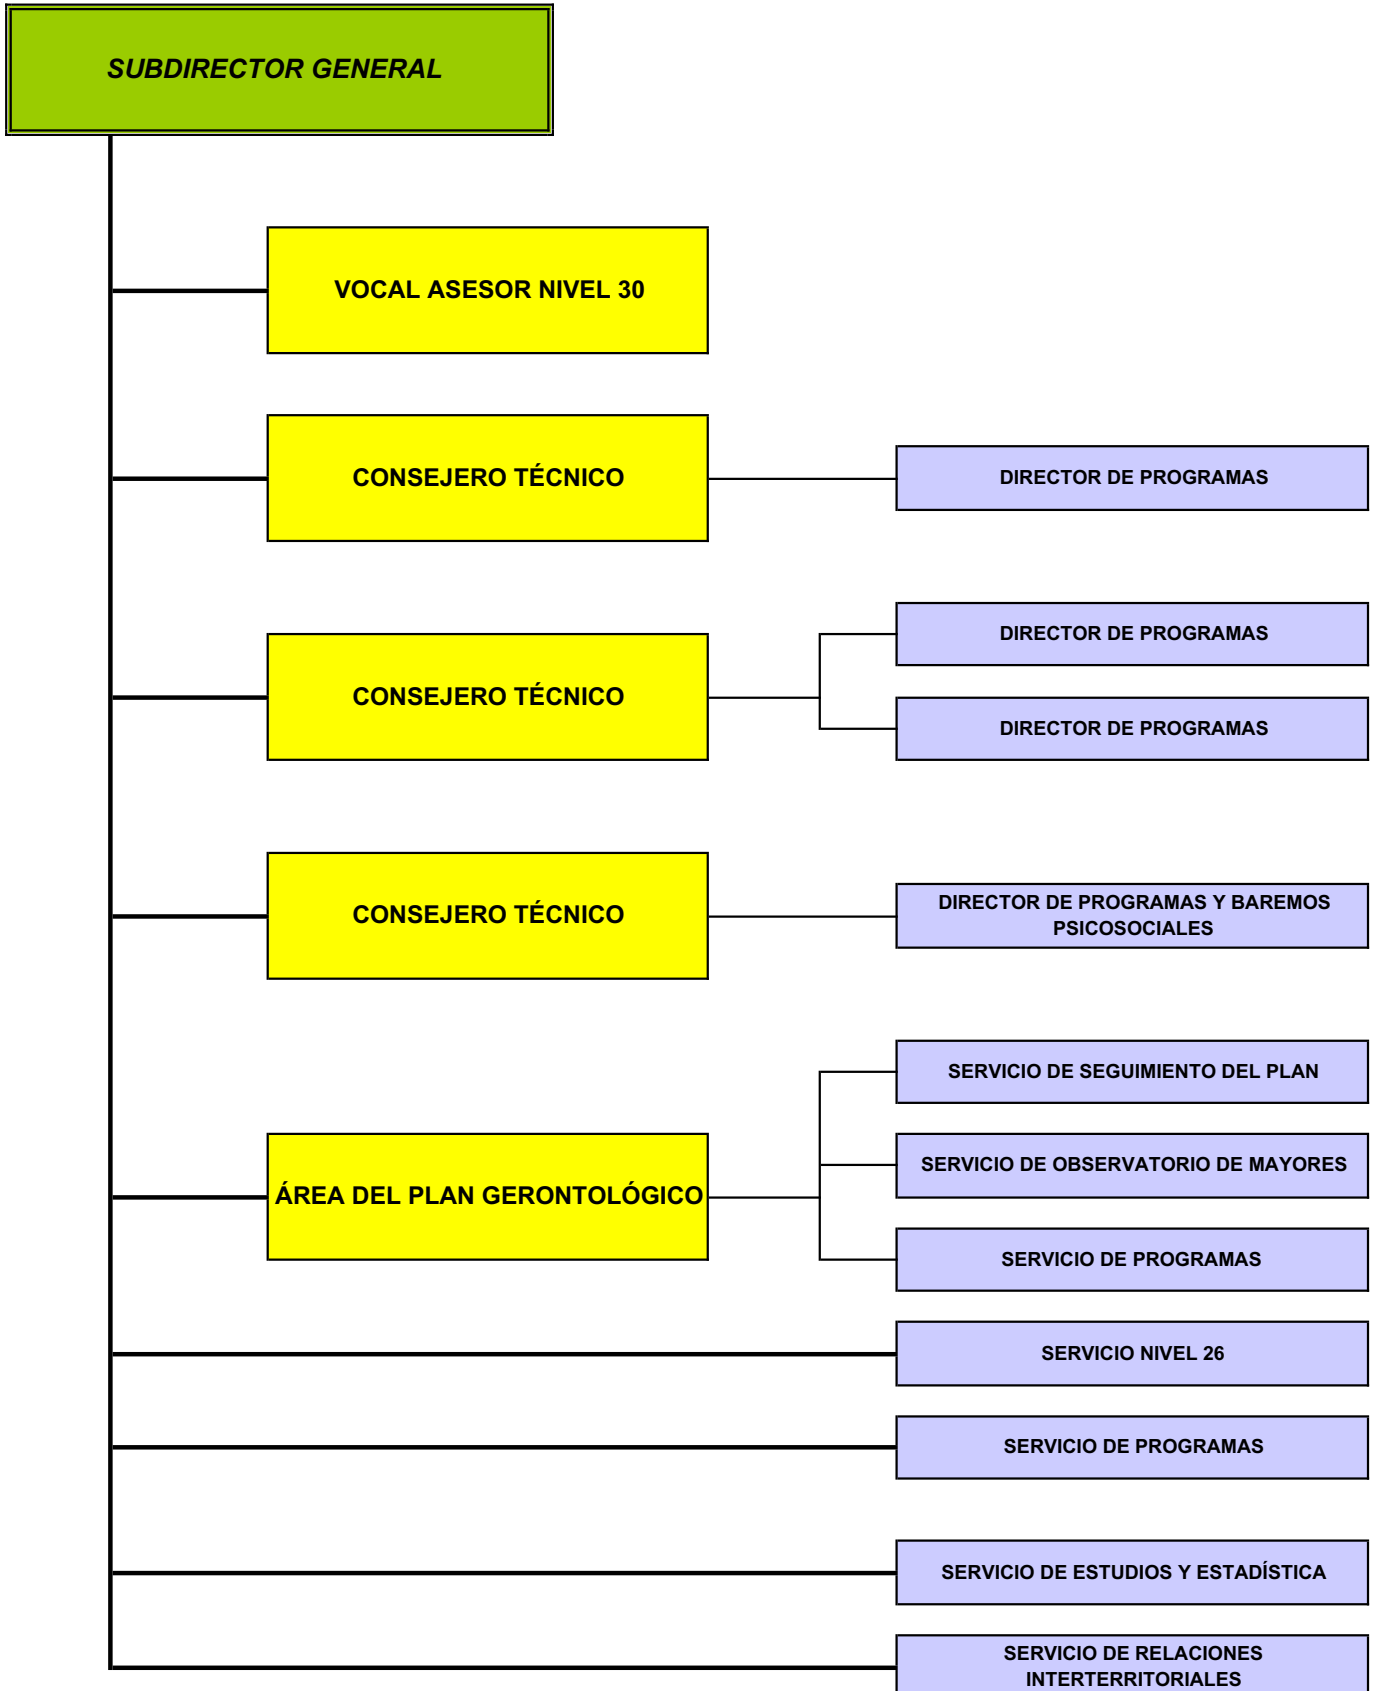 SUBDIRECTOR GENERAL
VOCAL ASESOR NIVEL 30
CONSEJERO TÉCNICO
DIRECTOR DE PROGRAMAS
DIRECTOR DE PROGRAMAS
CONSEJERO TÉCNICO
DIRECTOR DE PROGRAMAS
CONSEJERO TÉCNICO
DIRECTOR DE PROGRAMAS Y BAREMOS
PSICOSOCIALES
SERVICIO DE SEGUIMIENTO DEL PLAN
SERVICIO DE OBSERVATORIO DE MAYORES
ÁREA DEL PLAN GERONTOLÓGICO
SERVICIO DE PROGRAMAS
SERVICIO NIVEL 26
SERVICIO DE PROGRAMAS
SERVICIO DE ESTUDIOS Y ESTADÍSTICA
SERVICIO DE RELACIONES
INTERTERRITORIALES